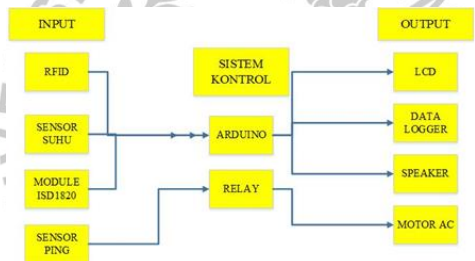 INPUT
OUTPUT
RFID
SISTEM
KONTROL
LCD
SENSOR
SUHU
ARDUINO
DATA
LOGGER
MODULE
ISD1820
RELAY
SPEAKER
SENSOR
PING
MOTOR AC